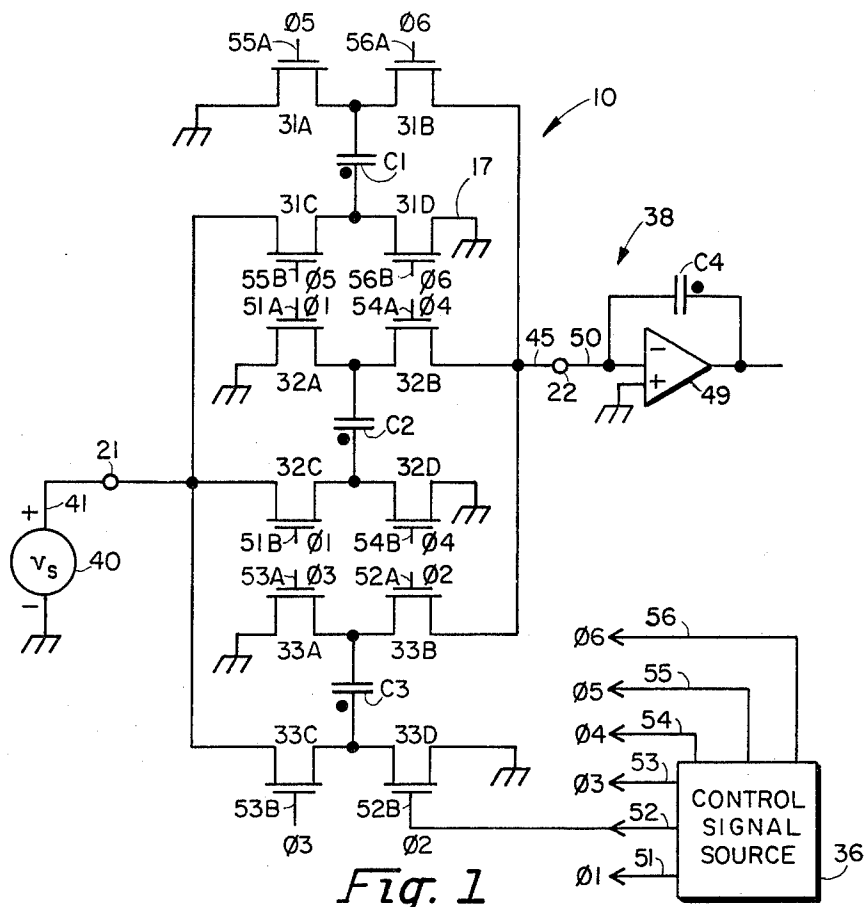 Ø5 Ø6
55A 56A
10
31A 31B
C1
17
31C 31D
38
C4
55B Ø5 56B Ø6
51A Ø1 54A Ø4
45 50
−
+
32A 32B
22
49
C2
21
32C 32D
+ 41
51B Ø1 54B Ø4
vs 40
53A Ø3 52A Ø2
−
56
Ø6
33A 33B
55
C3
Ø5
54
33C 33D
Ø4
53
Ø3
53B 52B
CONTROL
SIGNAL
SOURCE
52
Ø3 Ø2
51
Ø1
36
Fig. 1